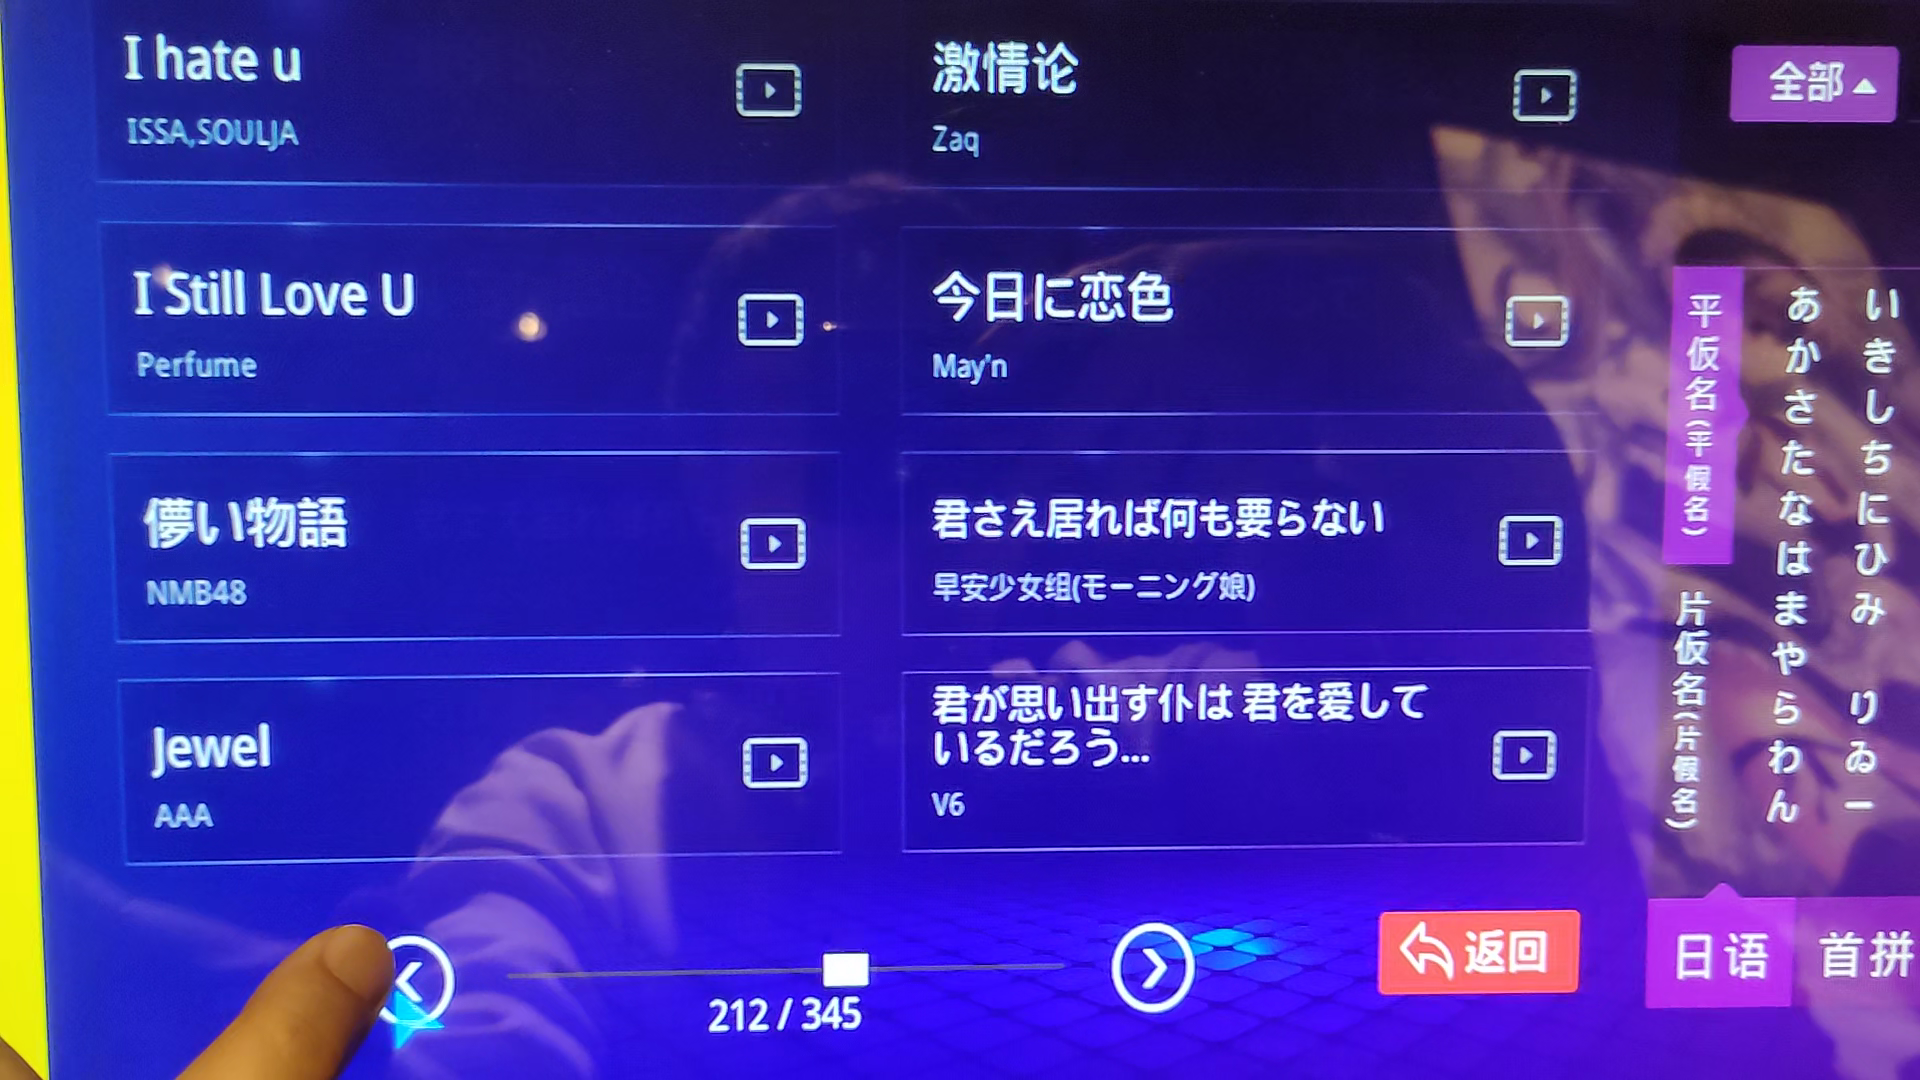 I hate u
ISSA,SOULJA
激情论
Zaq
I Still Love U
Perfume
今日に恋色
May'n
儚い物語
NMB48
君さえ居れば何も要らない
早安少女组(モーニング娘)
Jewel
AAA
君が思い出す仆は 君を爱して
いるだろう...
V6
212 / 345
返回
全部
平仮名(平假名)
片仮名(片假名)
あかさたなはまやらわん
いきしちにひみ りゐー
日语
首拼